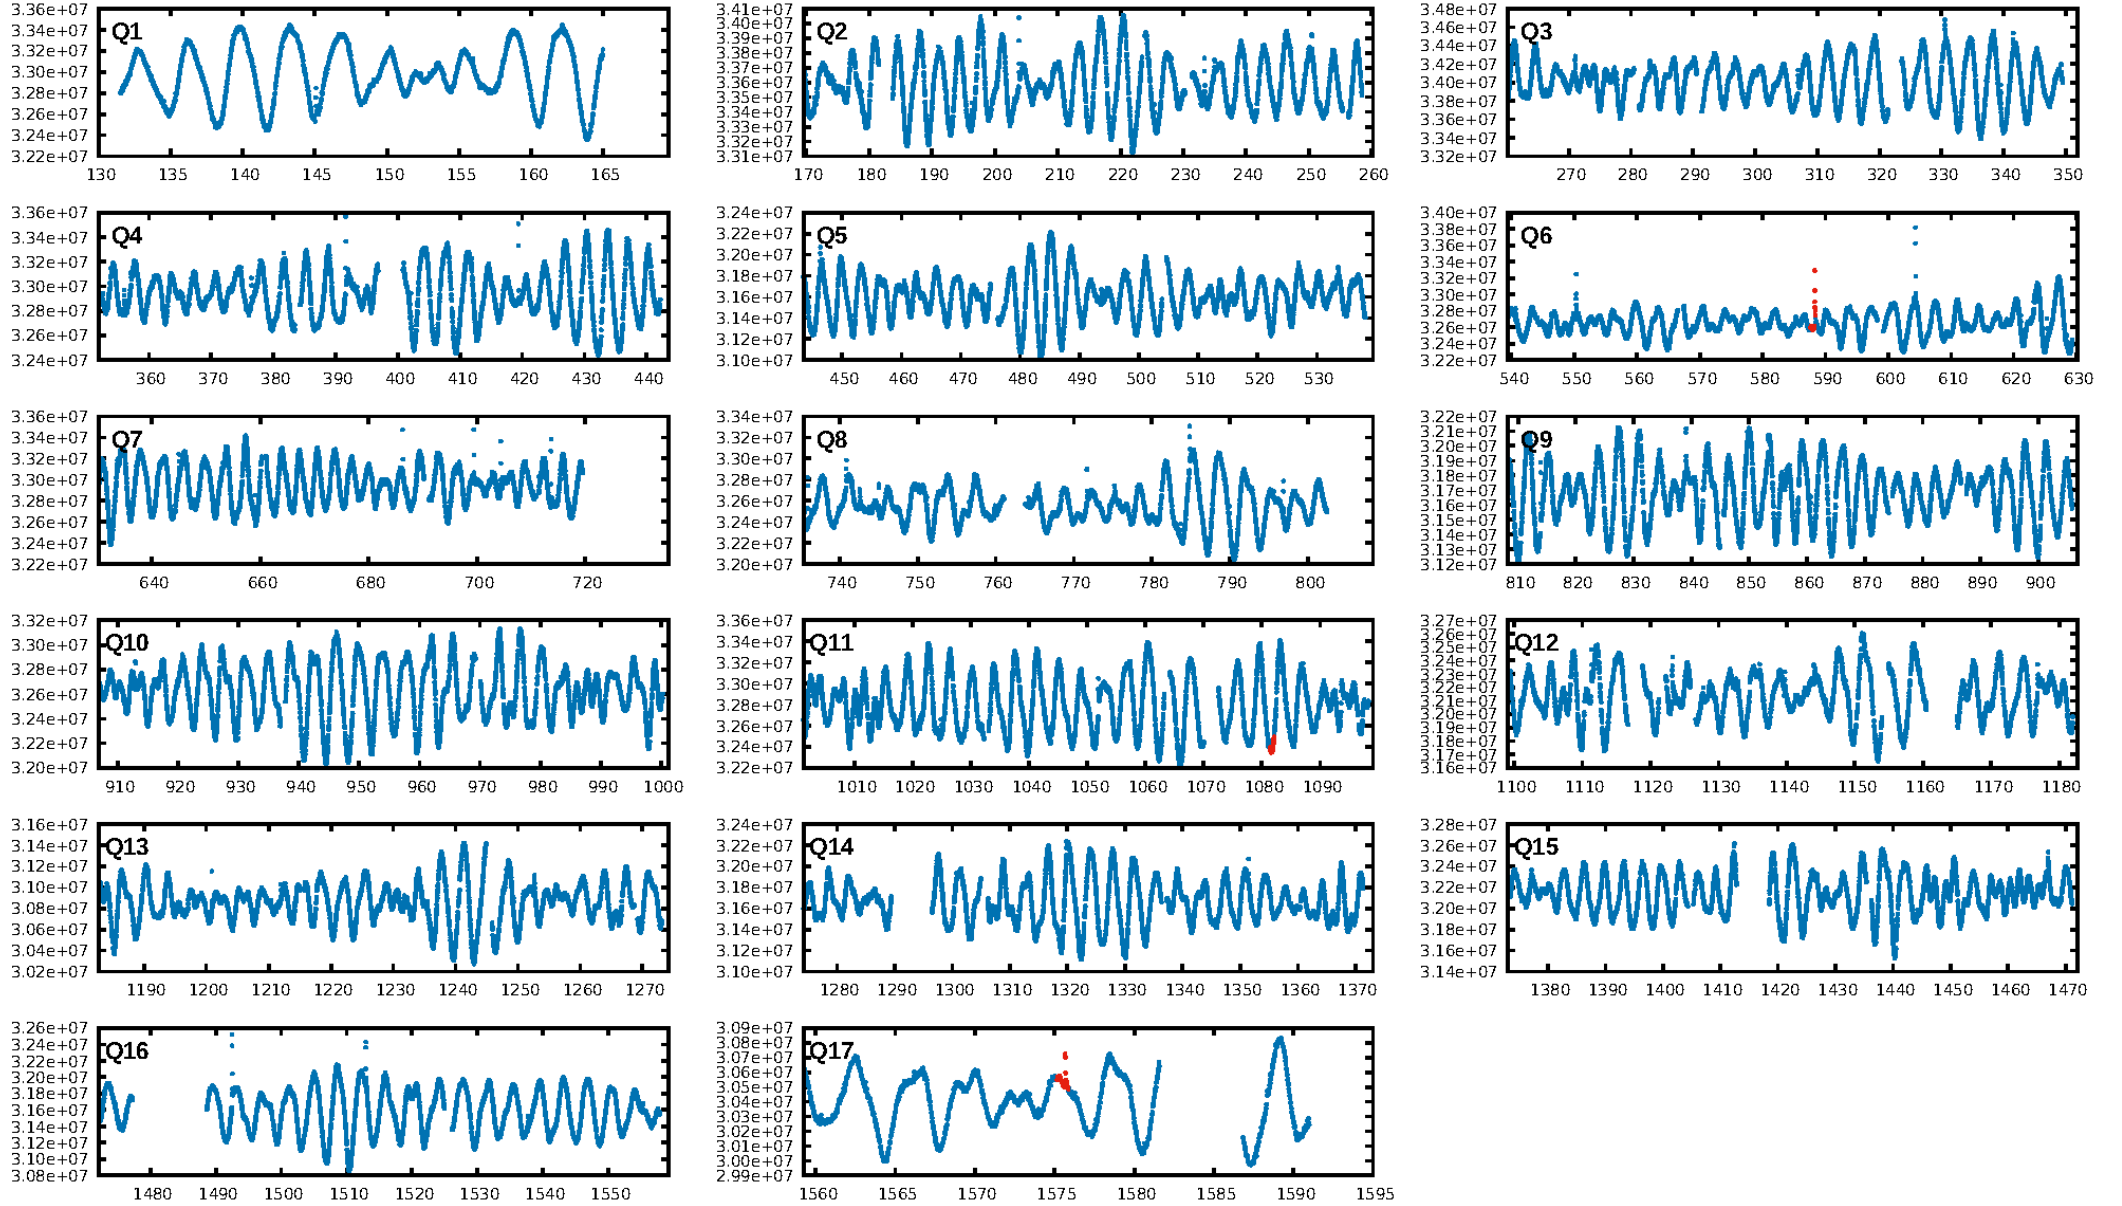 3.36e+07
3.34e+07
3.32e+07
3.30e+07
3.28e+07
3.26e+07
3.24e+07
3.22e+07
Q1
130 135 140 145 150 155 160 165
3.41e+07
3.40e+07
3.39e+07
3.38e+07
3.37e+07
3.36e+07
3.35e+07
3.34e+07
3.33e+07
3.32e+07
3.31e+07
Q2
170 180 190 200 210 220 230 240 250 260
3.48e+07
3.46e+07
3.44e+07
3.42e+07
3.40e+07
3.38e+07
3.36e+07
3.34e+07
3.32e+07
Q3
270 280 290 300 310 320 330 340 350
3.36e+07
3.34e+07
3.32e+07
3.30e+07
3.28e+07
3.26e+07
3.24e+07
Q4
360 370 380 390 400 410 420 430 440
3.24e+07
3.22e+07
3.20e+07
3.18e+07
3.16e+07
3.14e+07
3.12e+07
3.10e+07
Q5
450 460 470 480 490 500 510 520 530
3.40e+07
3.38e+07
3.36e+07
3.34e+07
3.32e+07
3.30e+07
3.28e+07
3.26e+07
3.24e+07
3.22e+07
Q6
540 550 560 570 580 590 600 610 620 630
3.36e+07
3.34e+07
3.32e+07
3.30e+07
3.28e+07
3.26e+07
3.24e+07
3.22e+07
Q7
640 660 680 700 720
3.34e+07
3.32e+07
3.30e+07
3.28e+07
3.26e+07
3.24e+07
3.22e+07
3.20e+07
Q8
740 750 760 770 780 790 800
3.22e+07
3.21e+07
3.20e+07
3.19e+07
3.18e+07
3.17e+07
3.16e+07
3.15e+07
3.14e+07
3.13e+07
3.12e+07
Q9
810 820 830 840 850 860 870 880 890 900
3.32e+07
3.30e+07
3.28e+07
3.26e+07
3.24e+07
3.22e+07
3.20e+07
Q10
910 920 930 940 950 960 970 980 990 1000
3.36e+07
3.34e+07
3.32e+07
3.30e+07
3.28e+07
3.26e+07
3.24e+07
3.22e+07
Q11
1010 1020 1030 1040 1050 1060 1070 1080 1090
3.27e+07
3.26e+07
3.25e+07
3.24e+07
3.23e+07
3.22e+07
3.21e+07
3.20e+07
3.19e+07
3.18e+07
3.17e+07
3.16e+07
Q12
1100 1110 1120 1130 1140 1150 1160 1170 1180
3.16e+07
3.14e+07
3.12e+07
3.10e+07
3.08e+07
3.06e+07
3.04e+07
3.02e+07
Q13
1190 1200 1210 1220 1230 1240 1250 1260 1270
3.24e+07
3.22e+07
3.20e+07
3.18e+07
3.16e+07
3.14e+07
3.12e+07
3.10e+07
Q14
1280 1290 1300 1310 1320 1330 1340 1350 1360 1370
3.28e+07
3.26e+07
3.24e+07
3.22e+07
3.20e+07
3.18e+07
3.16e+07
3.14e+07
Q15
1380 1390 1400 1410 1420 1430 1440 1450 1460 1470
3.26e+07
3.24e+07
3.22e+07
3.20e+07
3.18e+07
3.16e+07
3.14e+07
3.12e+07
3.10e+07
3.08e+07
Q16
1480 1490 1500 1510 1520 1530 1540 1550
3.09e+07
3.08e+07
3.07e+07
3.06e+07
3.05e+07
3.04e+07
3.03e+07
3.02e+07
3.01e+07
3.00e+07
2.99e+07
Q17
1560 1565 1570 1575 1580 1585 1590 1595